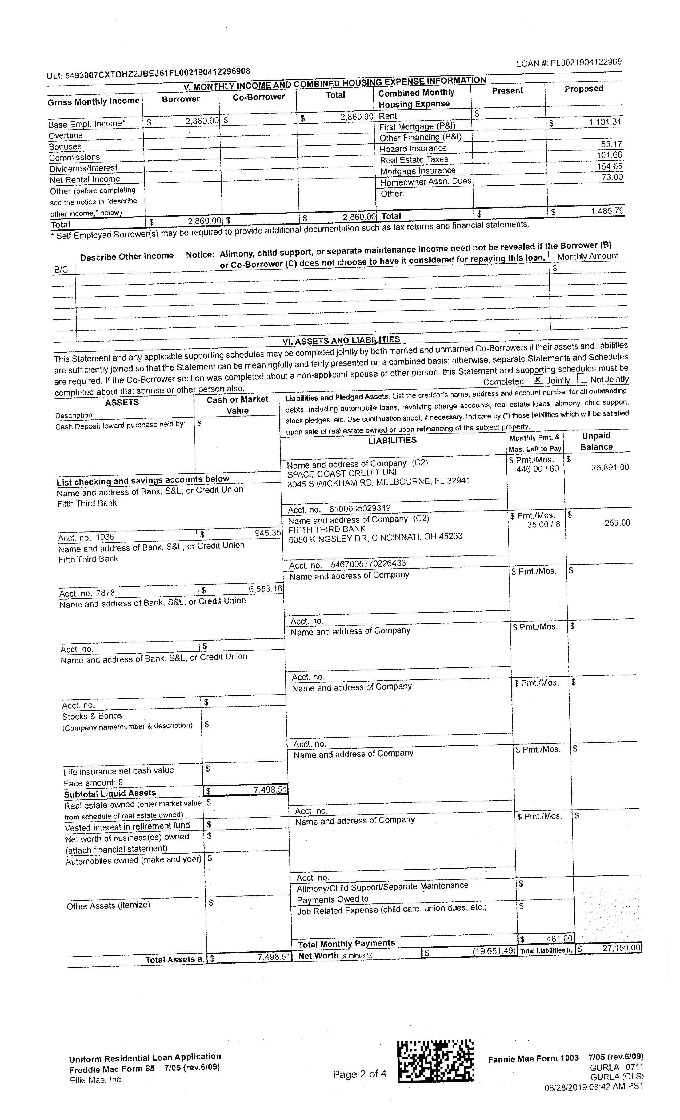 ULI: 5493007CXTOHZ2JBEJ61FL002190412296908
LOAN #: FL0021904122969
V. MONTHLY INCOME AND COMBINED HOUSING EXPENSE INFORMATION
Gross Monthly Income Borrower Co-Borrower Total Combined Monthly Housing Expense Present Proposed
Base Empl. Income* $ 2,860.00 $ $ 2,860.00 Rent $
Overtime First Mortgage (P&I) $ 1,101.31
Bonuses Other Financing (P&I)
Commissions Hazard Insurance 55.17
Dividends/Interest Real Estate Taxes
Net Rental Income Mortgage Insurance
Other (before completing Homeowner Assn. Dues 73.00
see the notice in "describe Other:
other income," below)
Total $ 2,860.00 $ $ 2,860.00 Total $ $
* Self Employed Borrower(s) may be required to provide additional documentation such as tax returns and financial statements.
Describe Other Income Notice: Alimony, child support, or separate maintenance income need not be revealed if the Borrower (B)
or Co-Borrower (C) does not choose to have it considered for repaying this loan.
B/C Monthly Amount
$
VI. ASSETS AND LIABILITIES
This Statement and any applicable supporting schedules may be completed jointly by both married and unmarried Co-Borrowers if their assets and liabilities
are sufficiently joined so that the Statement can be meaningfully and fairly presented on a combined basis; otherwise, separate Statements and Schedules
are required. If the Co-Borrower section was completed about a non-applicant spouse or other person, this Statement and supporting schedules must be
completed about that spouse or other person also. Completed X Jointly Not Jointly
ASSETS Cash or Market Value
Description
Cash Deposit toward purchase held by: $
Liabilities and Pledged Assets. List the creditor's name, address and account number for all outstanding
debts, including automobile loans, revolving charge accounts, real estate loans, alimony, child support,
stock pledges, etc. Use continuation sheet, if necessary. Indicate by (*) those liabilities which will be satisfied
upon sale of real estate owned or upon refinancing of the subject property.
LIABILITIES Monthly Pmt. & Mos. Left to Pay Unpaid Balance
List checking and savings accounts below
Name and address of Bank, S&L, or Credit Union
Fifth Third Bank
Acct. no. 1036 $ 945.35
Name and address of Bank, S&L, or Credit Union
Fifth Third Bank
Acct. no. 7878 $ 6,553.16
Name and address of Bank, S&L, or Credit Union
Acct. no. $
Name and address of Bank, S&L, or Credit Union
Acct. no. $
Stocks & Bonds
(Company name/number & description) $
Life insurance net cash value $
Face amount: $
Subtotal Liquid Assets $ 7,498.51
Real estate owned (enter market value $
from schedule of real estate owned)
Vested interest in retirement fund $
Net worth of business(es) owned $
(attach financial statement)
Automobiles owned (make and year) $
Other Assets (itemize) $
Total Assets a. $ 7,498.51
Name and address of Company (C2) $ Pmt./Mos. $
SPACE COAST CREDIT UNI 446.00 / 60 26,891.00
8045 S WICKHAM RD, MELBOURNE, FL 32941
Acct. no.
Name and address of Company (C2) $ Pmt./Mos. $
FIFTH THIRD BANK 35.00 / 8
5050 KINGSLEY DR, CINCINNATI, OH 45263
Acct. no.
Name and address of Company $ Pmt./Mos. $
Acct. no.
Name and address of Company $ Pmt./Mos. $
Acct. no.
Name and address of Company $ Pmt./Mos. $
Acct. no.
Name and address of Company $ Pmt./Mos. $
Acct. no.
Name and address of Company $ Pmt./Mos. $
Acct. no.
Alimony/Child Support/Separate Maintenance $
Payments Owed to:
Job Related Expense (child care, union dues, etc.) $
Total Monthly Payments $ 481.00
Net Worth $ (19,651.49) Total Liabilities b. $
Uniform Residential Loan Application
Freddie Mac Form 65 7/05 (rev.6/09)
Ellie Mae, Inc.
Page 2 of 4
Fannie Mae Form 1003 7/05 (rev.6/09)
GURLA 0711
GURLA (CLS)
06/28/2019 06:42 AM PST